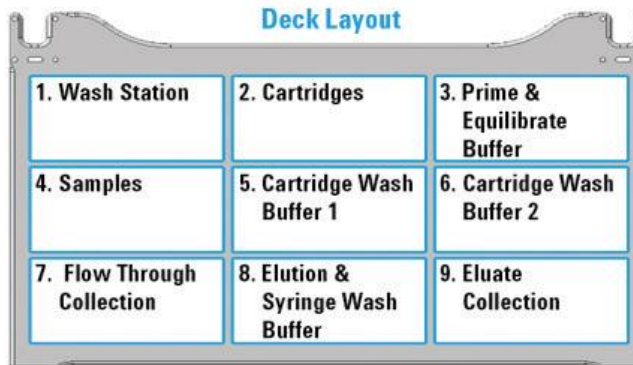 Deck Layout
1. Wash Station
2. Cartridges
3. Prime &
Equilibrate
Buffer
4. Samples
5. Cartridge Wash
Buffer 1
6. Cartridge Wash
Buffer 2
7. Flow Through
Collection
8. Elution &
Syringe Wash
Buffer
9. Eluate
Collection